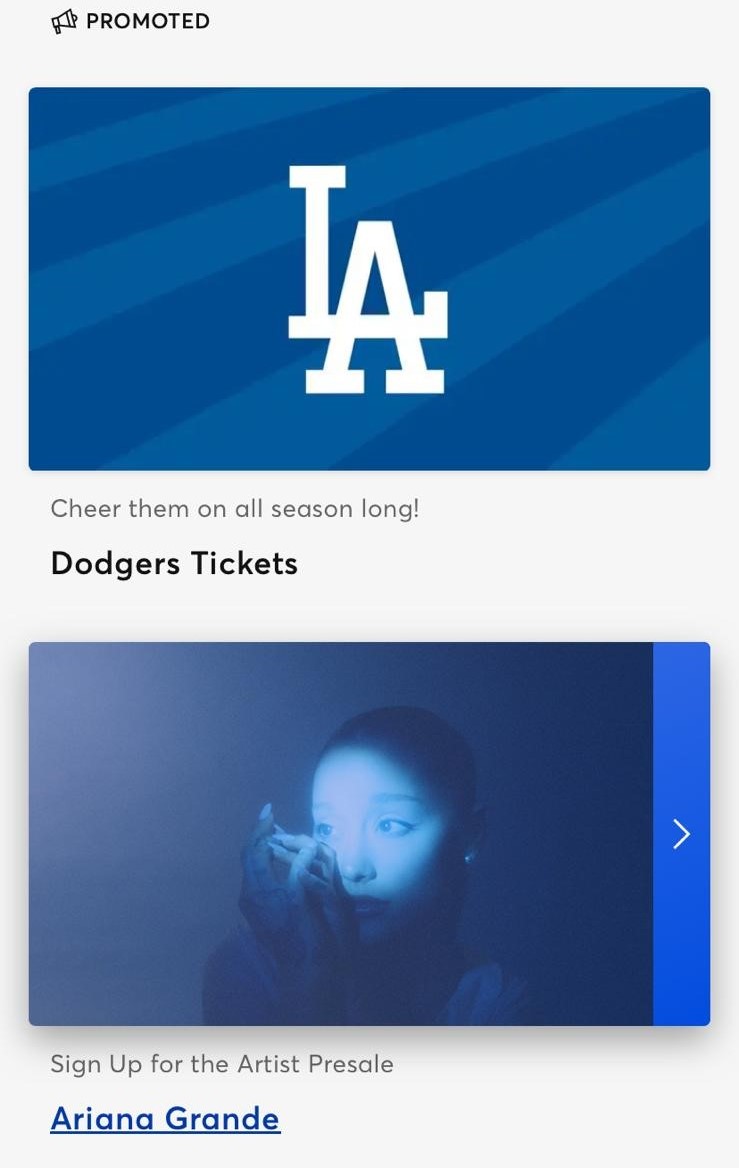 PROMOTED
LA
Cheer them on all season long!
Dodgers Tickets
Sign Up for the Artist Presale
Ariana Grande